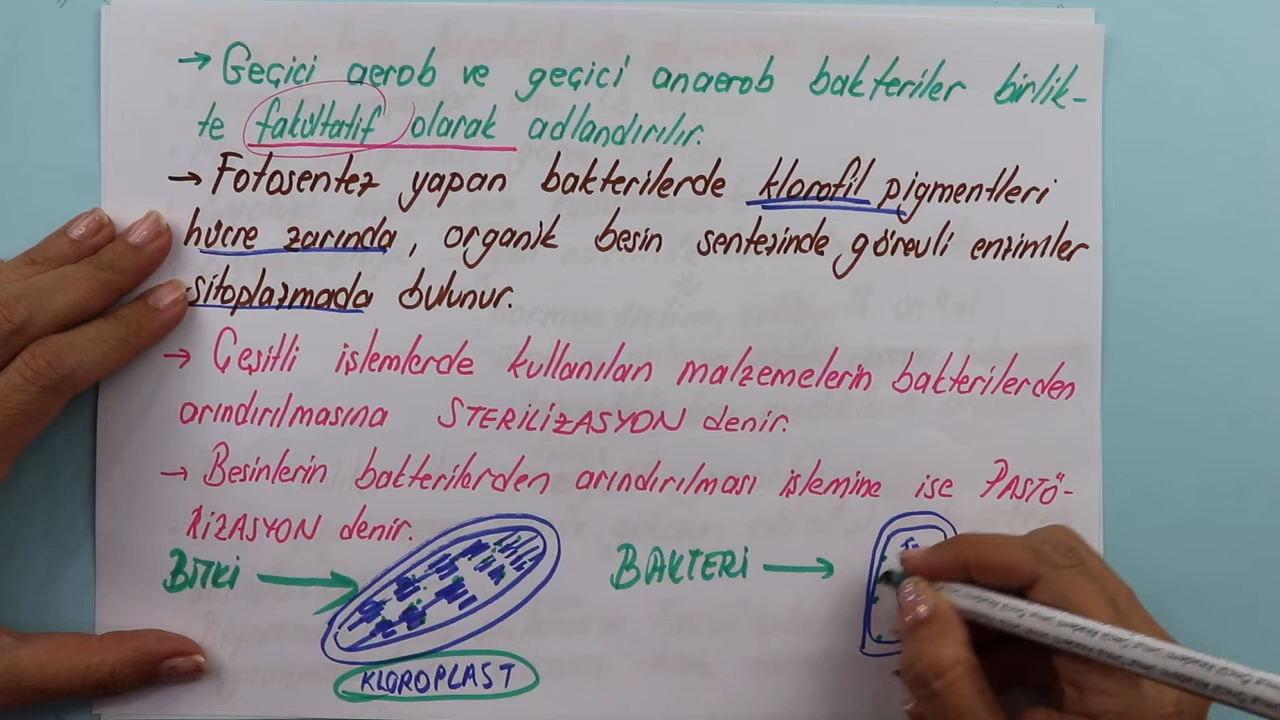 → Geçici aerob ve geçici anaerob bakteriler birlik-
te fakültatif olarak adlandırılır.
→ Fotosentez yapan bakterilerde klorofil pigmentleri
hücre zarında, organik besin sentezinde görevli enzimler
sitoplazmada bulunur.
→ Çeşitli işlemlerde kullanılan malzemelerin bakterilerden
arındırılmasına STERİLİZASYON denir.
→ Besinlerin bakterilerden arındırılması işlemine ise PASTÖ-
RİZASYON denir.
BİTKİ → BAKTERİ →
KLOROPLAST